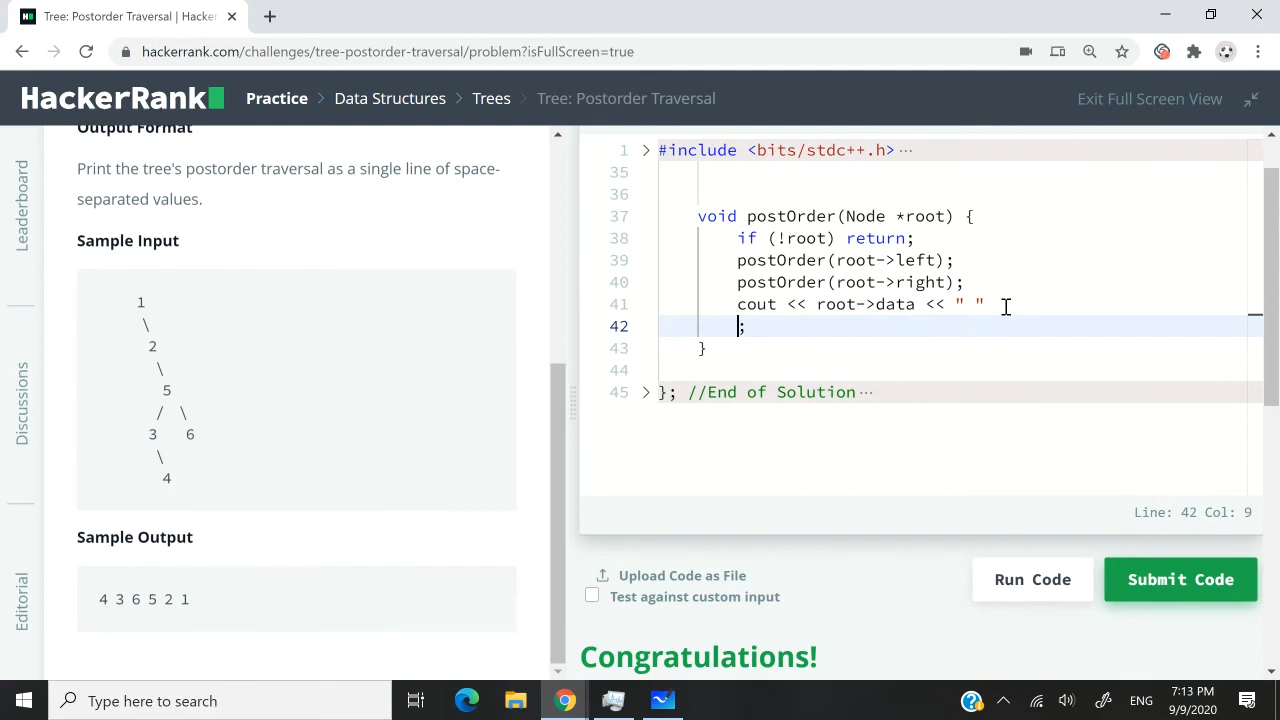 Tree: Postorder Traversal | Hacker
hackerrank.com/challenges/tree-postorder-traversal/problem?isFullScreen=true
HackerRank Practice > Data Structures > Trees > Tree: Postorder Traversal Exit Full Screen View
Leaderboard
Discussions
Editorial
Output Format
Print the tree's postorder traversal as a single line of space-
separated values.
Sample Input
1
\
2
\
5
/ \
3 6
\
4
Sample Output
4 3 6 5 2 1
1 > #include <bits/stdc++.h> ···
35
36
37 void postOrder(Node *root) {
38 if (!root) return;
39 postOrder(root->left);
40 postOrder(root->right);
41 cout << root->data << " "
42 ;
43 }
44
45 > }; //End of Solution ···
Line: 42 Col: 9
Upload Code as File
Test against custom input
Run Code
Submit Code
Congratulations!
Type here to search
ENG
7:13 PM
9/9/2020